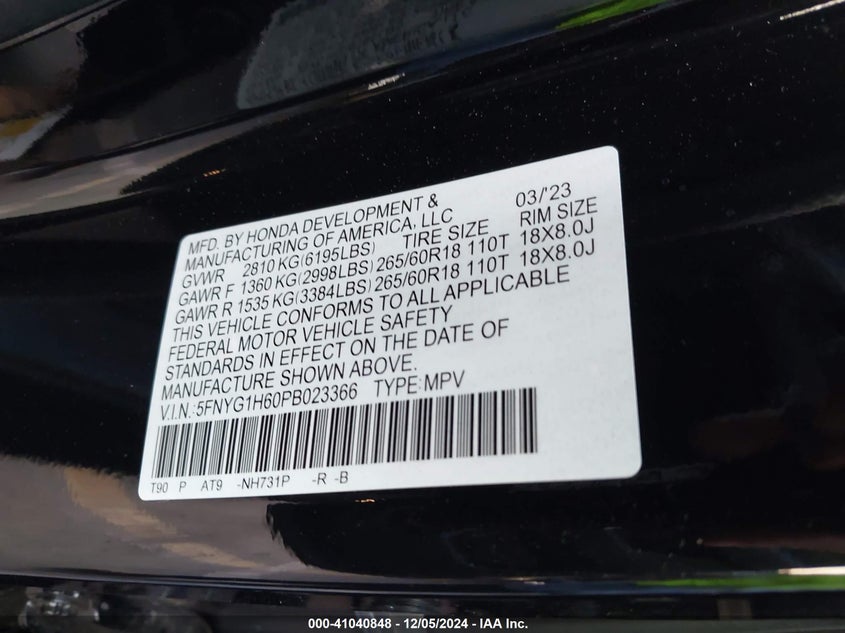 MFD. BY HONDA DEVELOPMENT & 03/'23
MANUFACTURING OF AMERICA, LLC
GVWR 2810 KG(6195LBS) TIRE SIZE RIM SIZE
GAWR F 1360 KG(2998LBS) 265/60R18 110T 18X8.0J
GAWR R 1535 KG(3384LBS) 265/60R18 110T 18X8.0J
THIS VEHICLE CONFORMS TO ALL APPLICABLE
FEDERAL MOTOR VEHICLE SAFETY
STANDARDS IN EFFECT ON THE DATE OF
MANUFACTURE SHOWN ABOVE.
V.I.N.:5FNYG1H60PB023366 TYPE:MPV
T90 P AT9 -NH731P -R -B
000-41040848 - 12/05/2024 - IAA Inc.